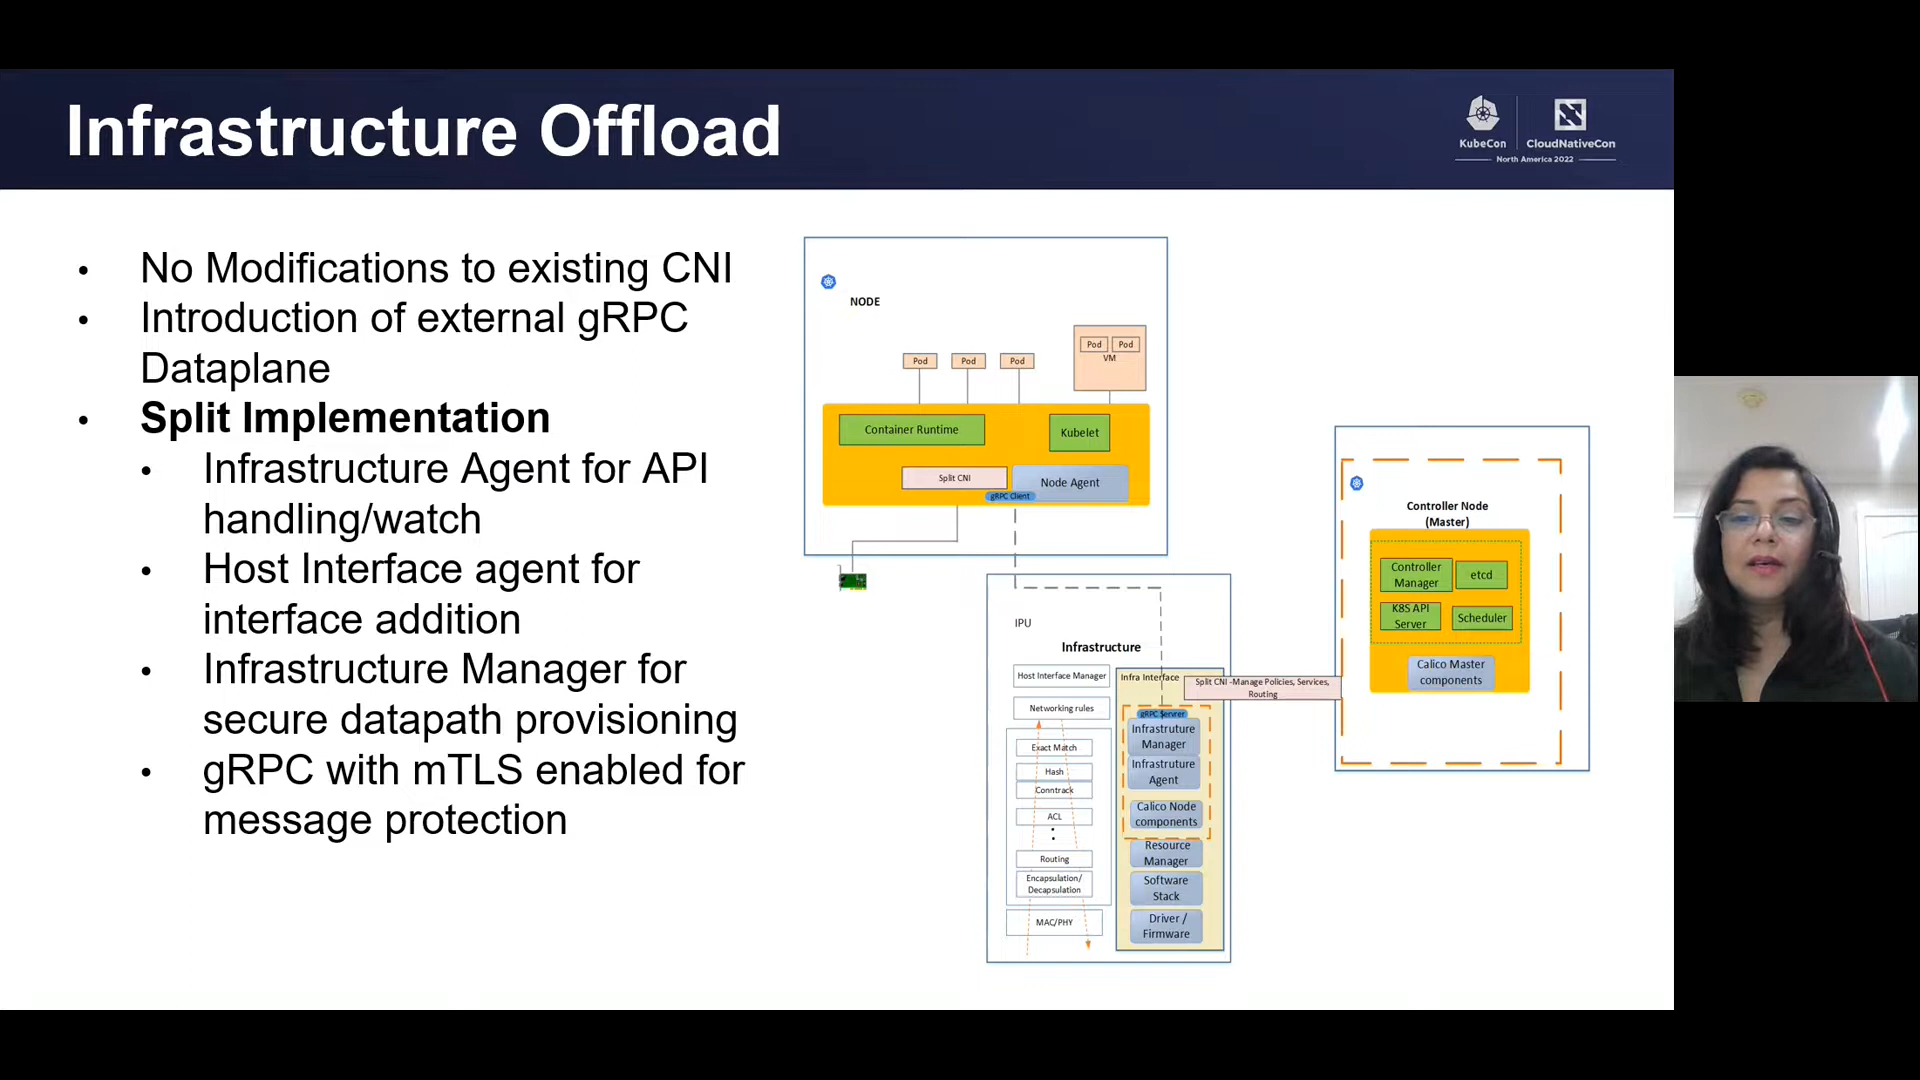 Infrastructure Offload
KubeCon
CloudNativeCon
North America 2022
• No Modifications to existing CNI
• Introduction of external gRPC
Dataplane
• Split Implementation
• Infrastructure Agent for API
handling/watch
• Host Interface agent for
interface addition
• Infrastructure Manager for
secure datapath provisioning
• gRPC with mTLS enabled for
message protection
NODE
Pod
Pod
Pod
Pod
Pod
VM
Container Runtime
Kubelet
Split CNI
Node Agent
gRPC Client
IPU
Infrastructure
Host Interface Manager
Networking rules
Exact Match
Hash
Conntrack
ACL
Routing
Encapsulation/
Decapsulation
MAC/PHY
Infra Interface
gRPC Server
Infrastruture
Manager
Infrastruture
Agent
Calico Node
components
Resource
Manager
Software
Stack
Driver /
Firmware
Split CNI -Manage Policies, Services,
Routing
Controller Node
(Master)
Controller
Manager
etcd
K8S API
Server
Scheduler
Calico Master
components